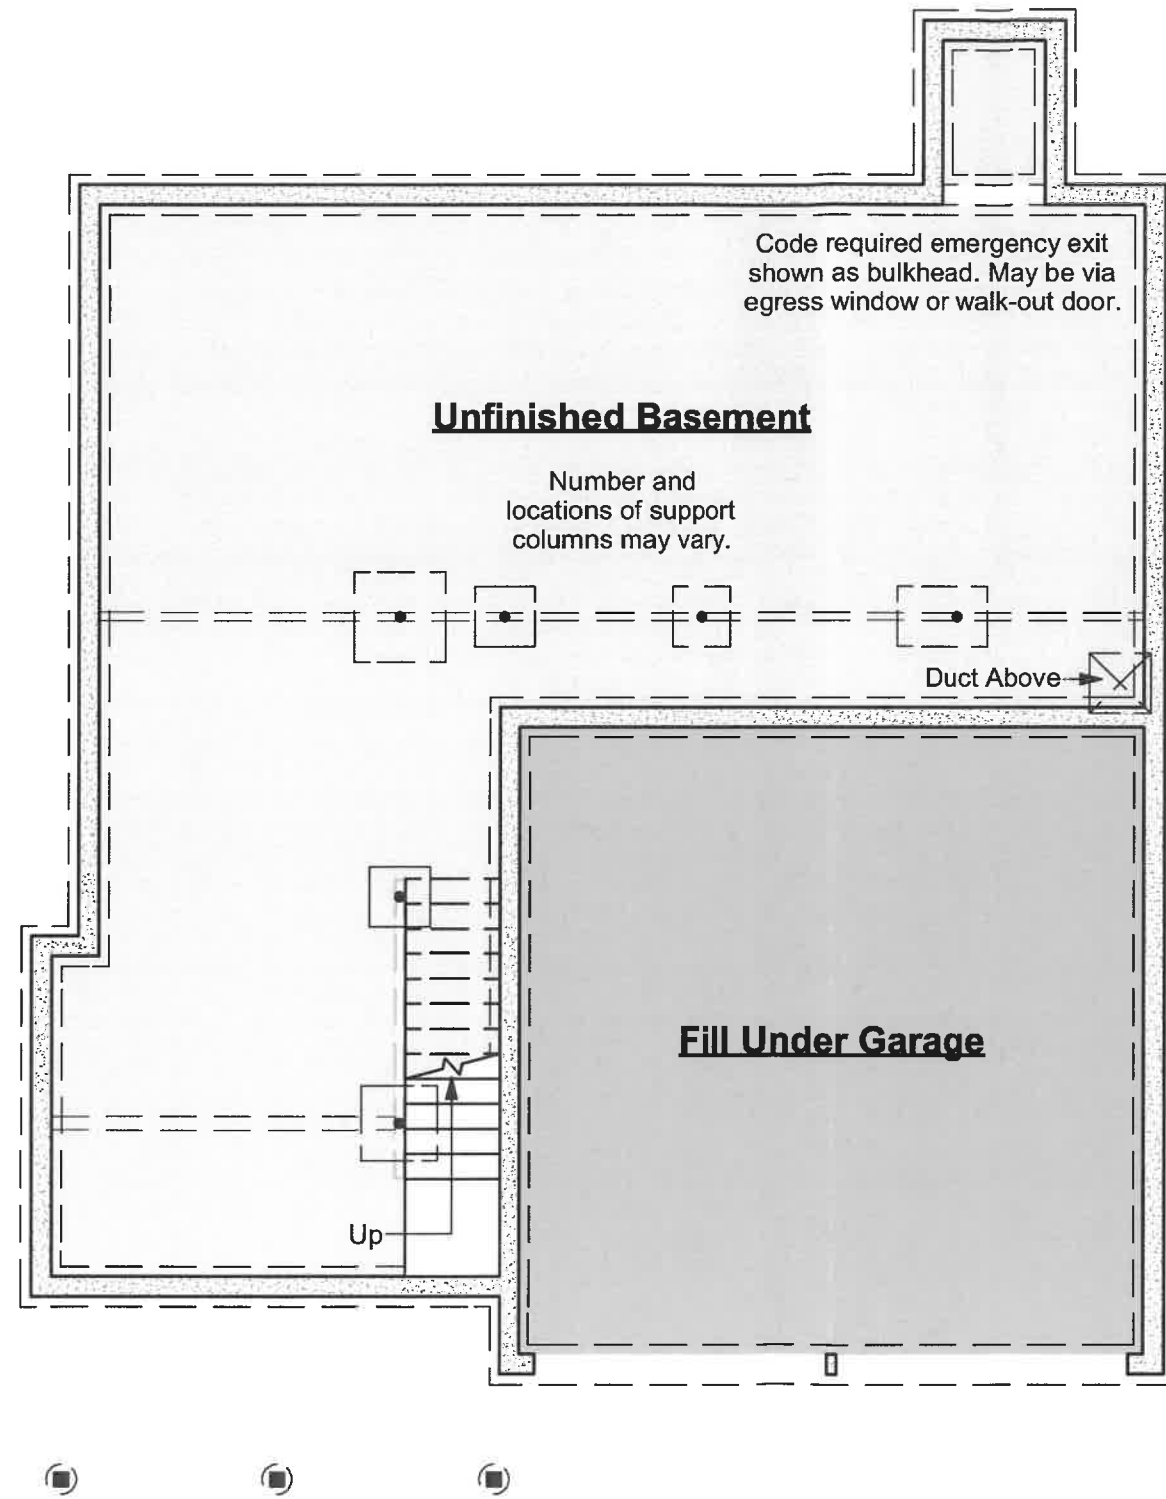 Code required emergency exit
shown as bulkhead. May be via
egress window or walk-out door.
Unfinished Basement
Number and
locations of support
columns may vary.
Duct Above
Fill Under Garage
Up